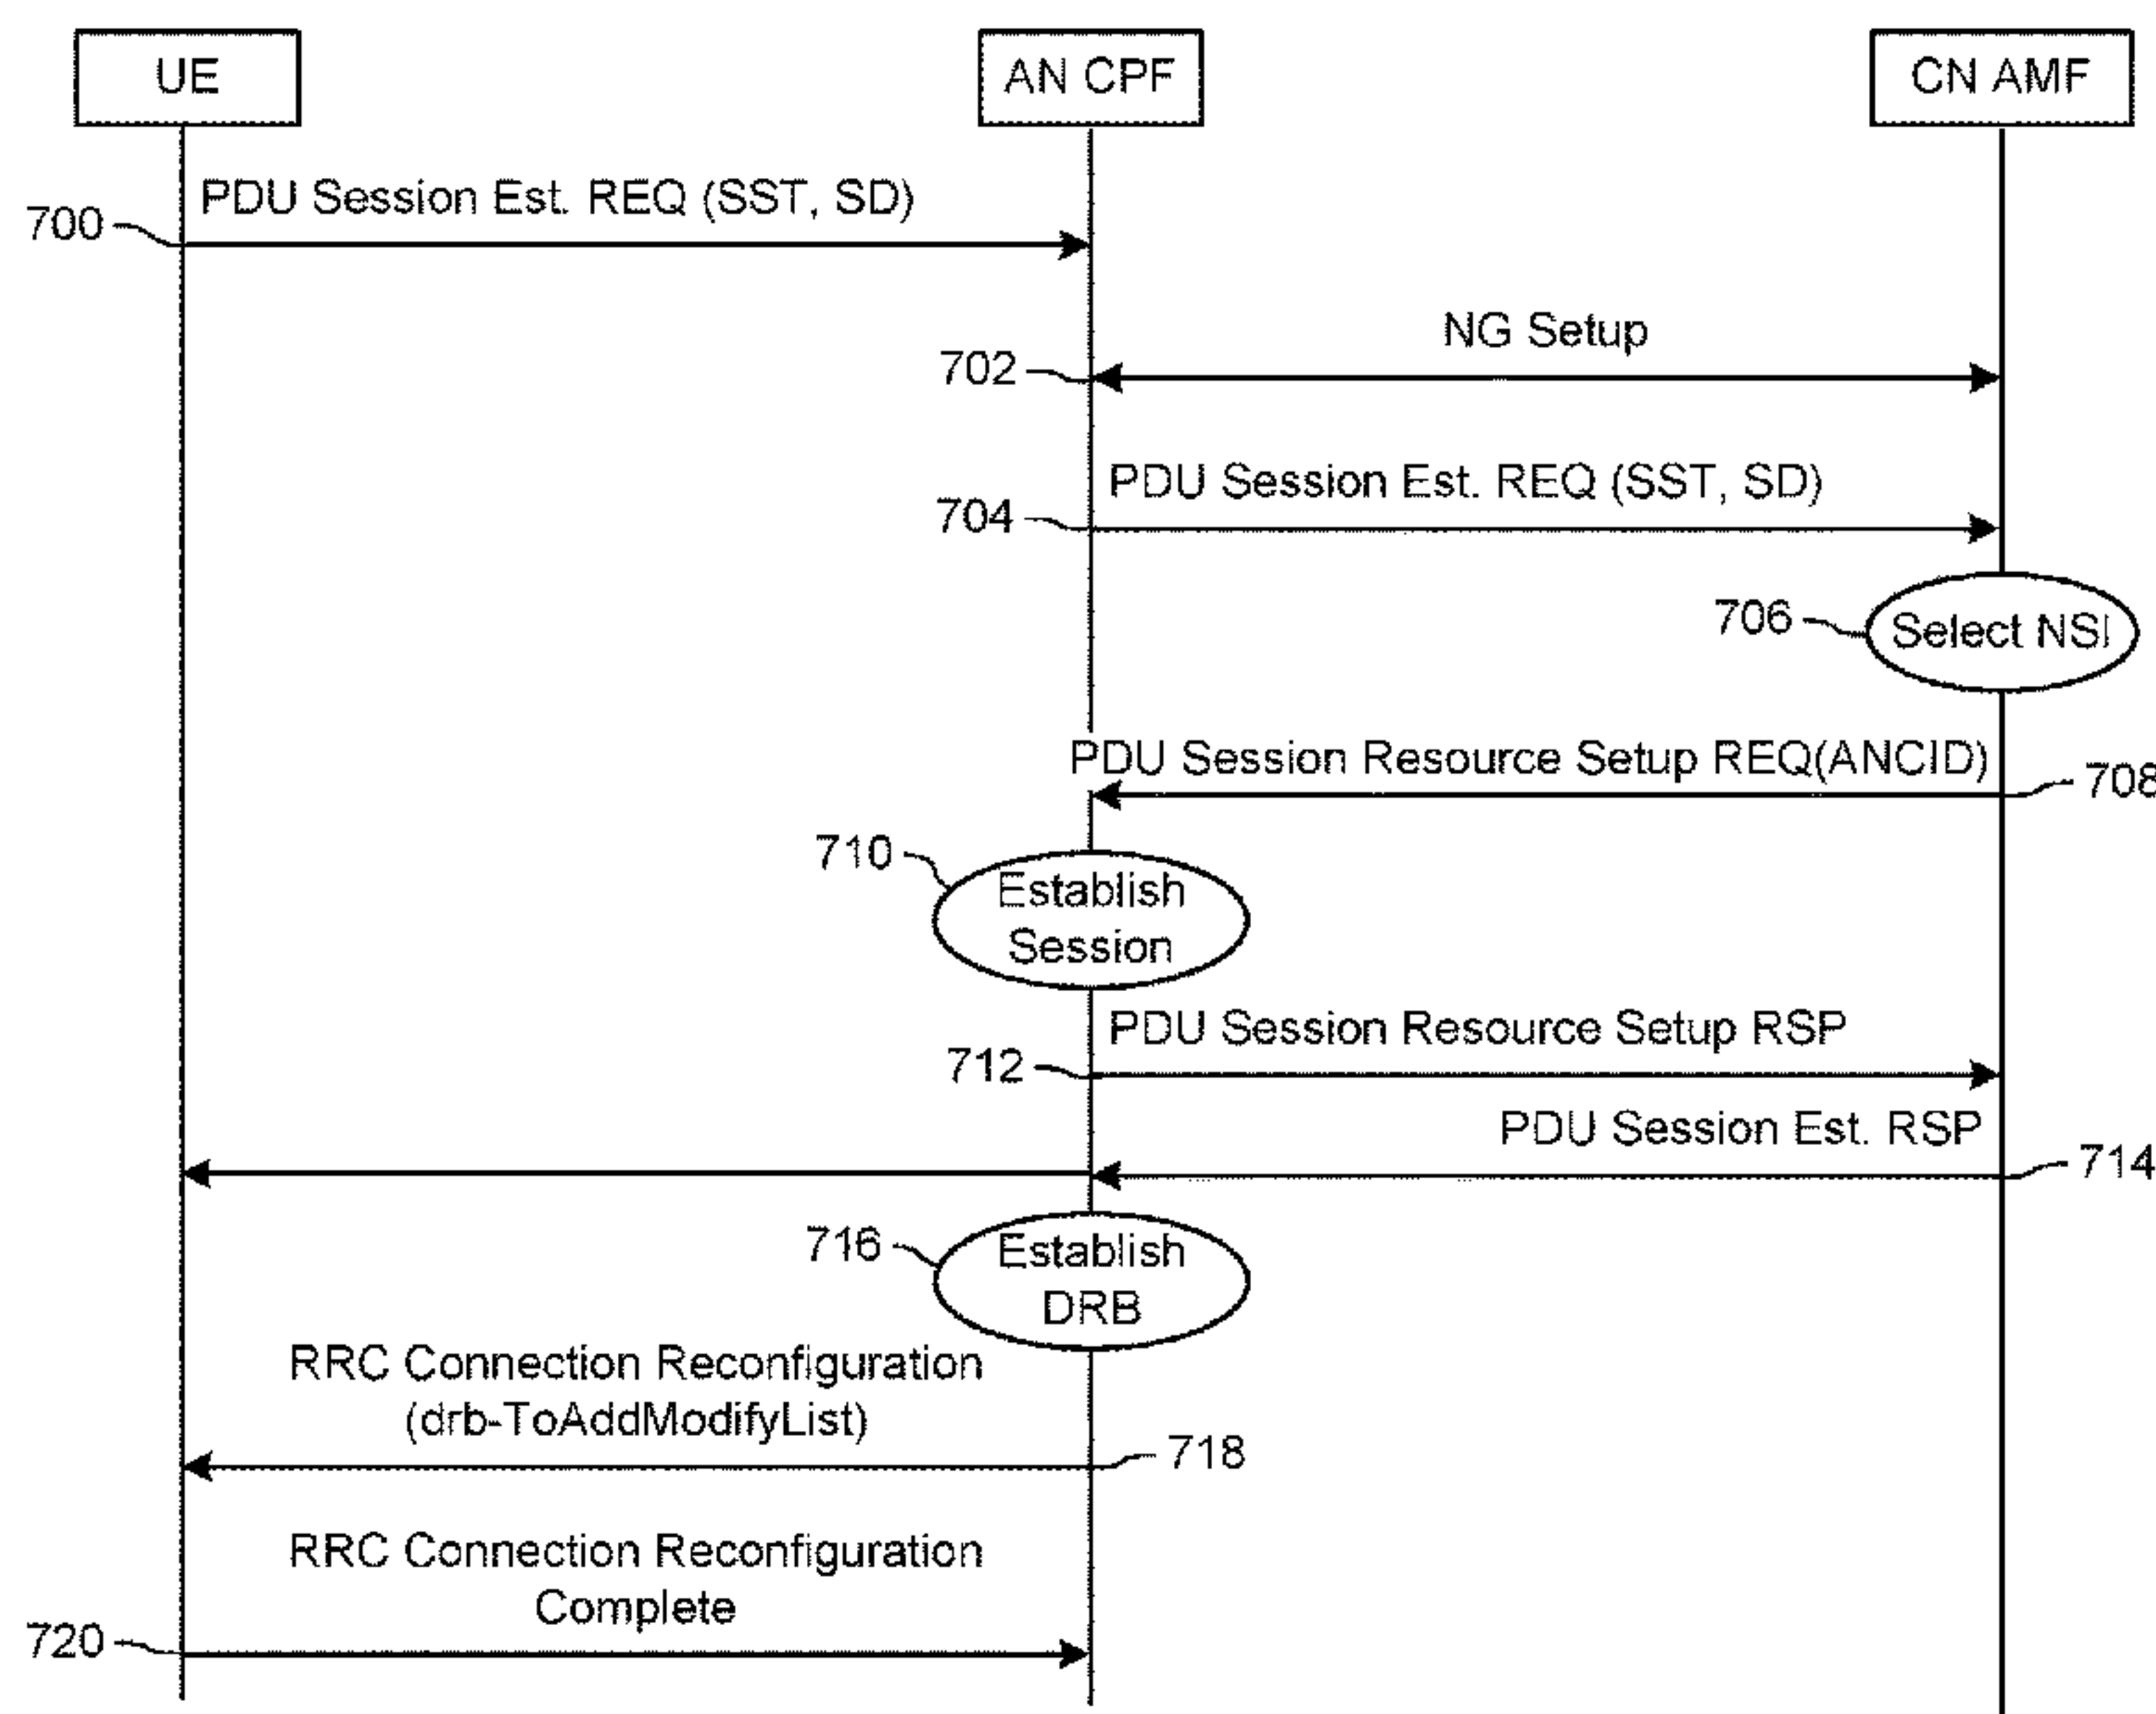 UE
AN CPF
CN AMF
PDU Session Est. REQ (SST, SD)
700
NG Setup
702
PDU Session Est. REQ (SST, SD)
704
706
Select NSI
PDU Session Resource Setup REQ(ANCID)
708
710
Establish
Session
PDU Session Resource Setup RSP
712
PDU Session Est. RSP
714
716
Establish
DRB
RRC Connection Reconfiguration
(drb-ToAddModifyList)
718
RRC Connection Reconfiguration
Complete
720